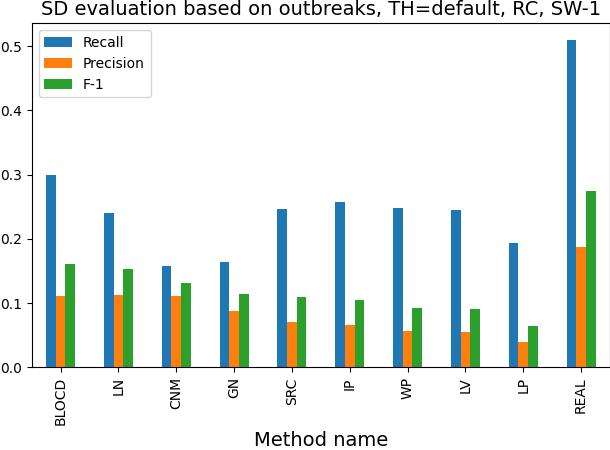 SD evaluation based on outbreaks, TH=default, RC, SW-1
Recall
Precision
F-1
0.5
0.4
0.3
0.2
0.1
0.0
BLOCD
LN
CNM
GN
SRC
IP
WP
LV
LP
REAL
Method name